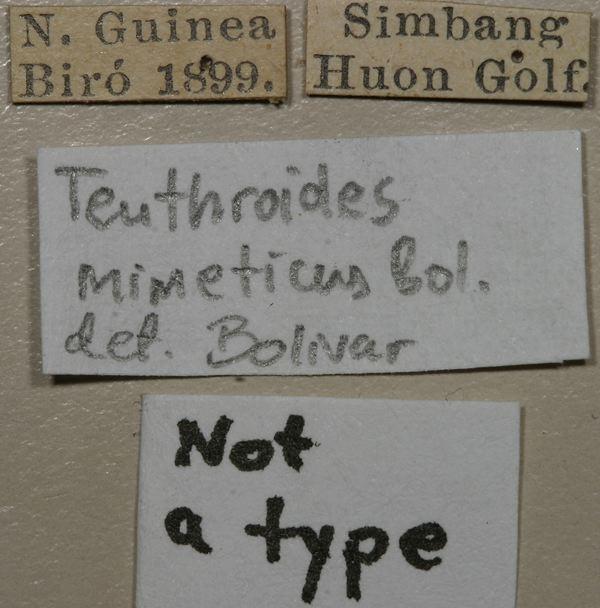 N. Guinea
Biró 1899.
Simbang
Huon Golf.
Teuthroides
mimeticus Bol.
det. Bolivar
Not
a type